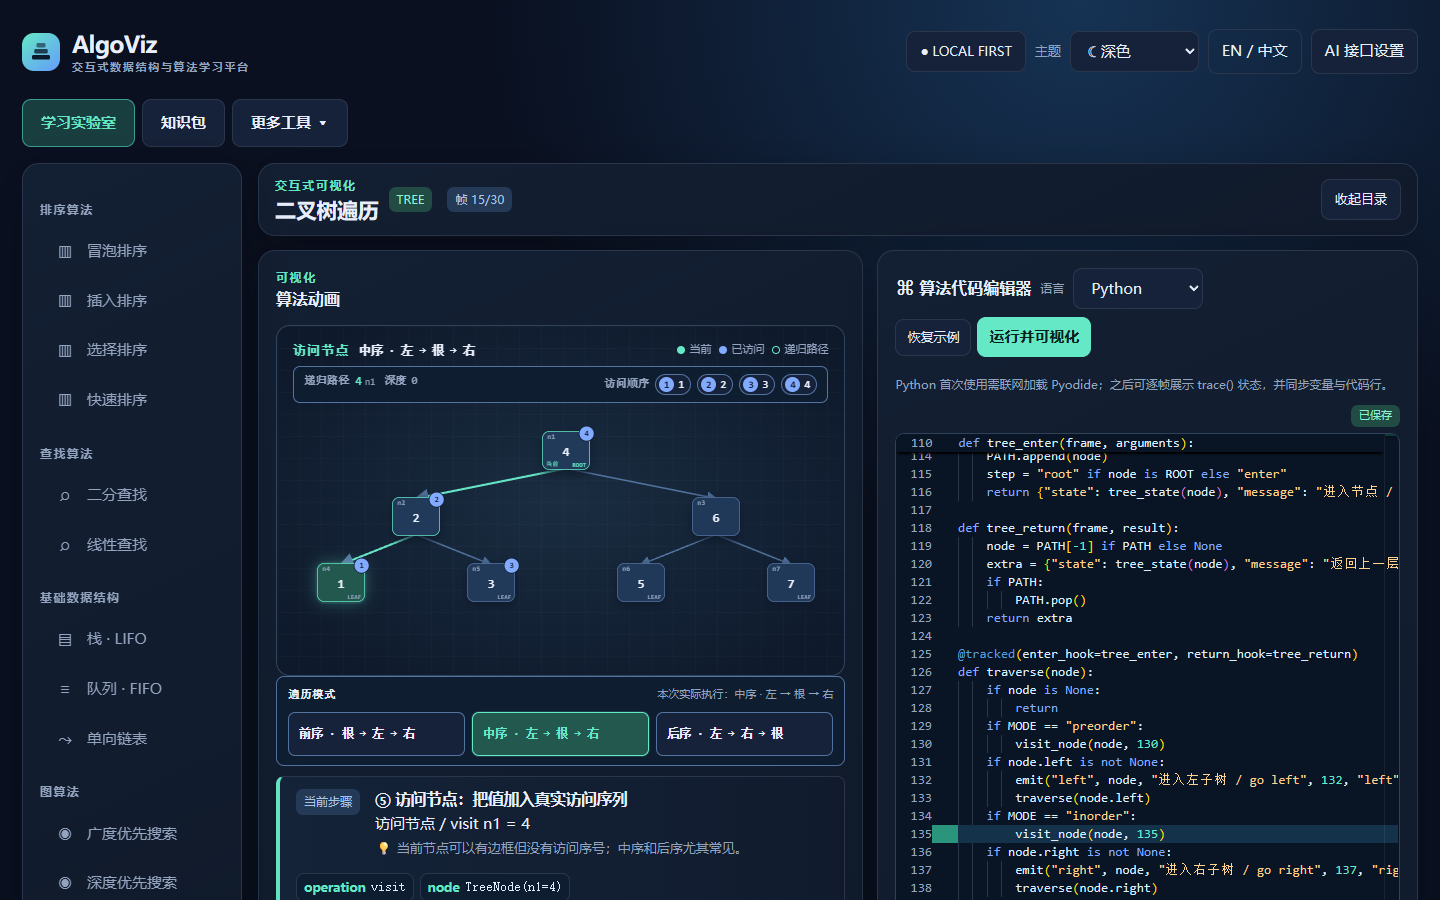 AlgoViz
交互式数据结构与算法学习平台
● LOCAL FIRST
主题
☾ 深色
EN / 中文
AI 接口设置
学习实验室
知识包
更多工具 ▾
排序算法
冒泡排序
插入排序
选择排序
快速排序
查找算法
二分查找
线性查找
基础数据结构
栈 · LIFO
队列 · FIFO
单向链表
图算法
广度优先搜索
深度优先搜索
交互式可视化
二叉树遍历
TREE
帧 15/30
收起目录
可视化
算法动画
访问节点 中序 · 左 → 根 → 右
当前 已访问 递归路径
递归路径 4 n1 深度 0
访问顺序 1 1 2 2 3 3 4 4
n1 4
4
当前 ROOT
n2 2
2
n3
6
n4 1
1
LEAF
n5 3
3
LEAF
n6
5
LEAF
n7
7
LEAF
遍历模式
本次实际执行：中序 · 左 → 根 → 右
前序 · 根 → 左 → 右
中序 · 左 → 根 → 右
后序 · 左 → 右 → 根
当前步骤
⑤ 访问节点：把值加入真实访问序列
访问节点 / visit n1 = 4
💡 当前节点可以有边框但没有访问序号；中序和后序尤其常见。
operation visit
node TreeNode(n1=4)
⌘ 算法代码编辑器
语言
Python
恢复示例
运行并可视化
Python 首次使用需联网加载 Pyodide；之后可逐帧展示 trace() 状态，并同步变量与代码行。
已保存
110 def tree_enter(frame, arguments):
114 PATH.append(node)
115 step = "root" if node is ROOT else "enter"
116 return {"state": tree_state(node), "message": "进入节点 /
117
118 def tree_return(frame, result):
119 node = PATH[-1] if PATH else None
120 extra = {"state": tree_state(node), "message": "返回上一层
121 if PATH:
122 PATH.pop()
123 return extra
124
125 @tracked(enter_hook=tree_enter, return_hook=tree_return)
126 def traverse(node):
127 if node is None:
128 return
129 if MODE == "preorder":
130 visit_node(node, 130)
131 if node.left is not None:
132 emit("left", node, "进入左子树 / go left", 132, "left"
133 traverse(node.left)
134 if MODE == "inorder":
135 visit_node(node, 135)
136 if node.right is not None:
137 emit("right", node, "进入右子树 / go right", 137, "rig
138 traverse(node.right)